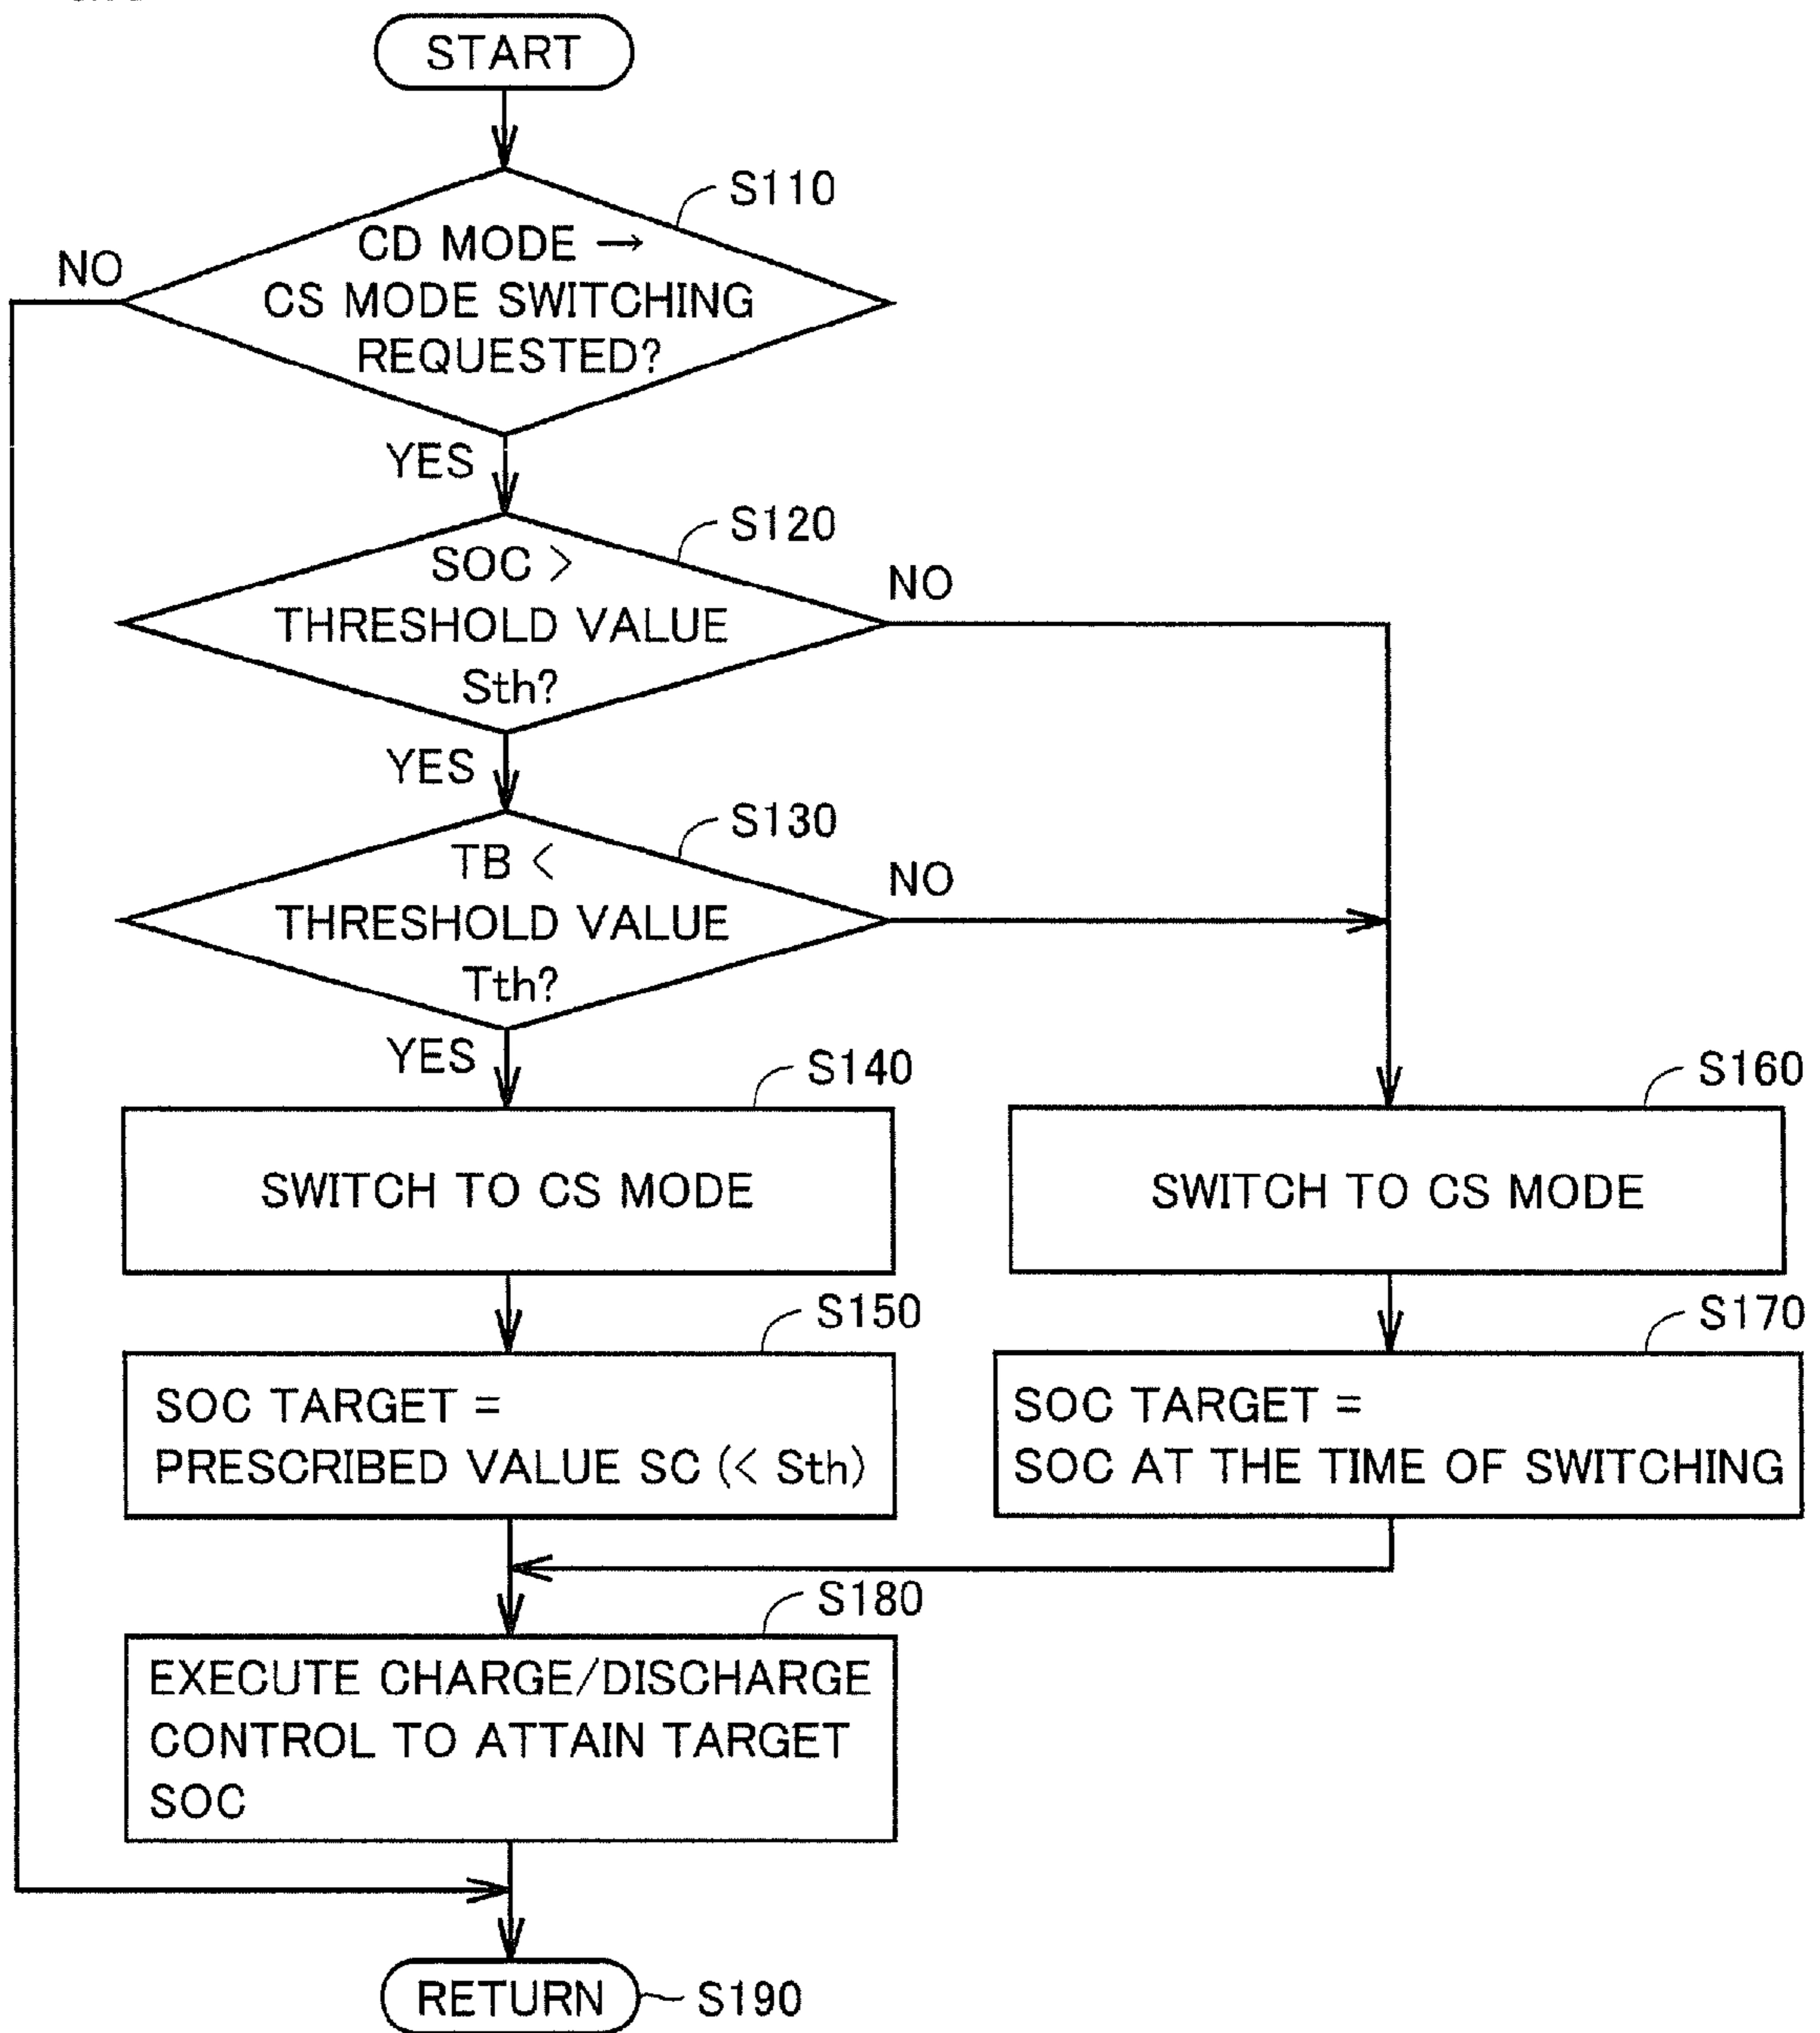 START
S110
CD MODE →
CS MODE SWITCHING
REQUESTED?
NO
YES
S120
SOC >
THRESHOLD VALUE
Sth?
NO
YES
S130
TB <
THRESHOLD VALUE
Tth?
NO
YES
S140
SWITCH TO CS MODE
S160
SWITCH TO CS MODE
S150
SOC TARGET =
PRESCRIBED VALUE SC (< Sth)
S170
SOC TARGET =
SOC AT THE TIME OF SWITCHING
S180
EXECUTE CHARGE/DISCHARGE
CONTROL TO ATTAIN TARGET
SOC
RETURN
S190